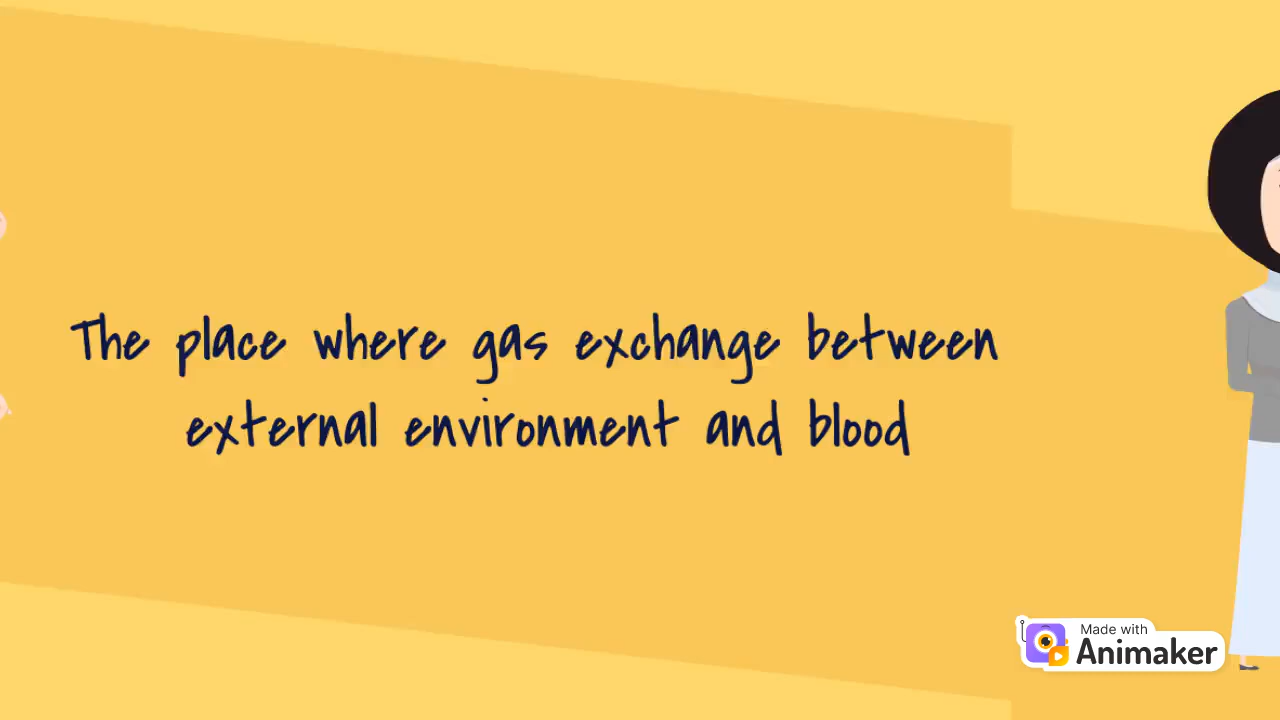 The place where gas exchange between
external environment and blood
Made with
Animaker